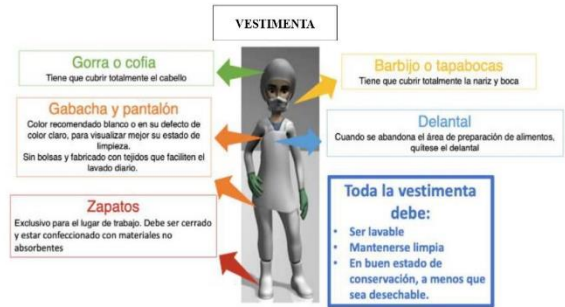 VESTIMENTA
Gorra o cofia
Tiene que cubrir totalmente el cabello
Barbijo o tapabocas
Tiene que cubrir totalmente la nariz y boca
Gabacha y pantalón
Color recomendado blanco o en su defecto de
color claro, para visualizar mejor su estado de
limpieza.
Sin bolsas y fabricado con tejidos que faciliten el
lavado diario.
Delantal
Cuando se abandona el área de preparación de alimentos,
quítese el delantal
Zapatos
Exclusivo para el lugar de trabajo. Debe ser cerrado
y estar confeccionado con materiales no
absorbentes
Toda la vestimenta
debe:
• Ser lavable
• Mantenerse limpia
• En buen estado de
conservación, a menos que
sea desechable.